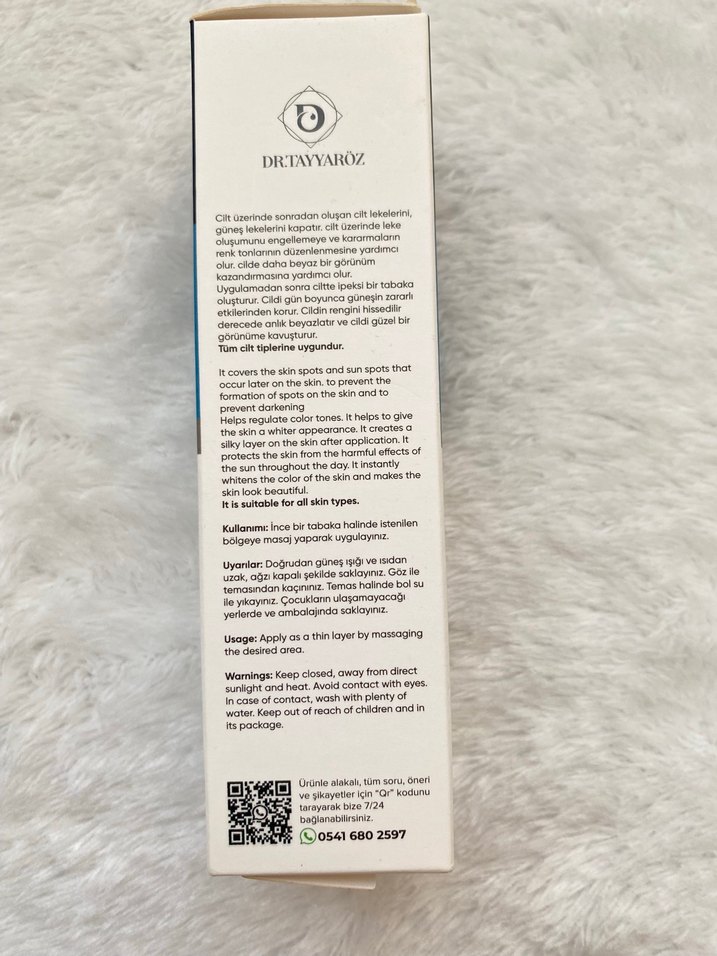 DR.TAYYARÖZ
Cilt üzerinde sonradan oluşan cilt lekelerini,
güneş lekelerini kapatır. cilt üzerinde leke
oluşumunu engellemeye ve kararmaların
renk tonlarının düzenlenmesine yardımcı
olur. cilde daha beyaz bir görünüm
kazandırmasına yardımcı olur.
Uygulamadan sonra ciltte ipeksi bir tabaka
oluşturur. Cildi gün boyunca güneşin zararlı
etkilerinden korur. Cildin rengini hissedilir
derecede anlık beyazlatır ve cildi güzel bir
görünüme kavuşturur.
Tüm cilt tiplerine uygundur.
It covers the skin spots and sun spots that
occur later on the skin. to prevent the
formation of spots on the skin and to
prevent darkening
Helps regulate color tones. It helps to give
the skin a whiter appearance. It creates a
silky layer on the skin after application. It
protects the skin from the harmful effects of
the sun throughout the day. It instantly
whitens the color of the skin and makes the
skin look beautiful.
It is suitable for all skin types.
Kullanımı: İnce bir tabaka halinde istenilen
bölgeye masaj yaparak uygulayınız.
Uyarılar: Doğrudan güneş ışığı ve ısıdan
uzak, ağzı kapalı şekilde saklayınız. Göz ile
temasından kaçınınız. Temas halinde bol su
ile yıkayınız. Çocukların ulaşamayacağı
yerlerde ve ambalajında saklayınız.
Usage: Apply as a thin layer by massaging
the desired area.
Warnings: Keep closed, away from direct
sunlight and heat. Avoid contact with eyes.
In case of contact, wash with plenty of
water. Keep out of reach of children and in
its package.
Ürünle alakalı, tüm soru, öneri
ve şikayetler için "Qr" kodunu
tarayarak bize 7/24
bağlanabilirsiniz.
0541 680 2597